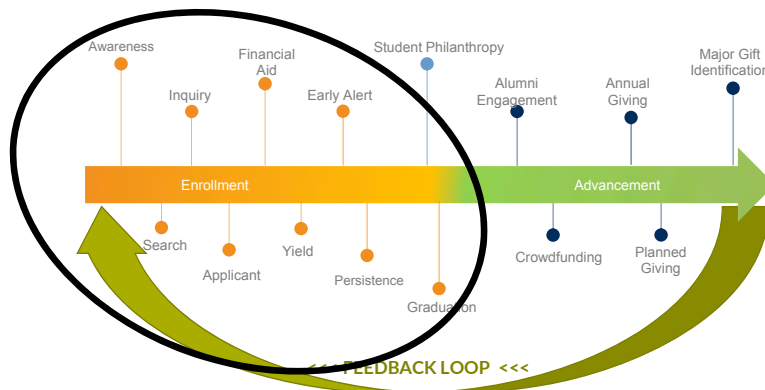 Awareness
Student Philanthropy
Financial
Aid
Major Gift
Identification
Inquiry
Early Alert
Alumni
Engagement
Annual
Giving
Enrollment
Advancement
Search
Applicant
Yield
Persistence
Graduation
Crowdfunding
Planned
Giving
<<< FEEDBACK LOOP <<<